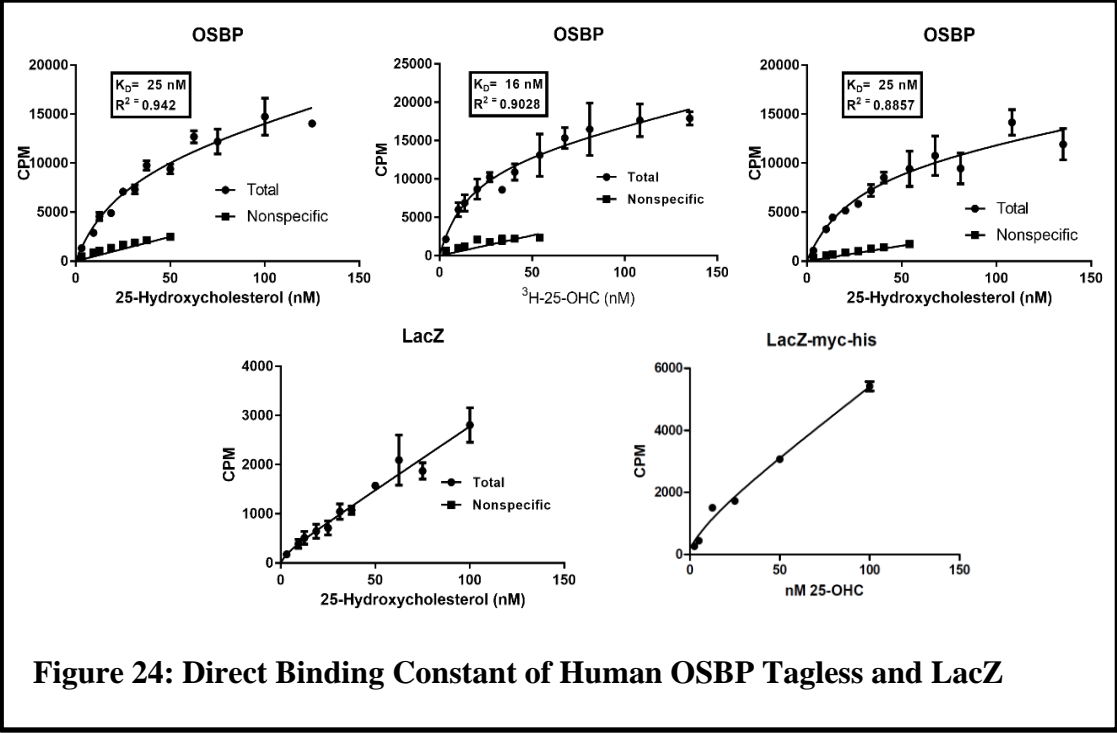 OSBP
20000
15000
10000
5000
0
CPM
K_D= 25 nM
R² = 0.942
Total
Nonspecific
0 50 100 150
25-Hydroxycholesterol (nM)
OSBP
25000
20000
15000
10000
5000
0
CPM
K_D= 16 nM
R² = 0.9028
Total
Nonspecific
0 50 100 150
³H-25-OHC (nM)
OSBP
20000
15000
10000
5000
0
CPM
K_D= 25 nM
R² = 0.8857
Total
Nonspecific
0 50 100 150
25-Hydroxycholesterol (nM)
LacZ
4000
3000
2000
1000
0
CPM
Total
Nonspecific
0 50 100 150
25-Hydroxycholesterol (nM)
LacZ-myc-his
6000
4000
2000
0
CPM
0 50 100 150
nM 25-OHC
Figure 24: Direct Binding Constant of Human OSBP Tagless and LacZ